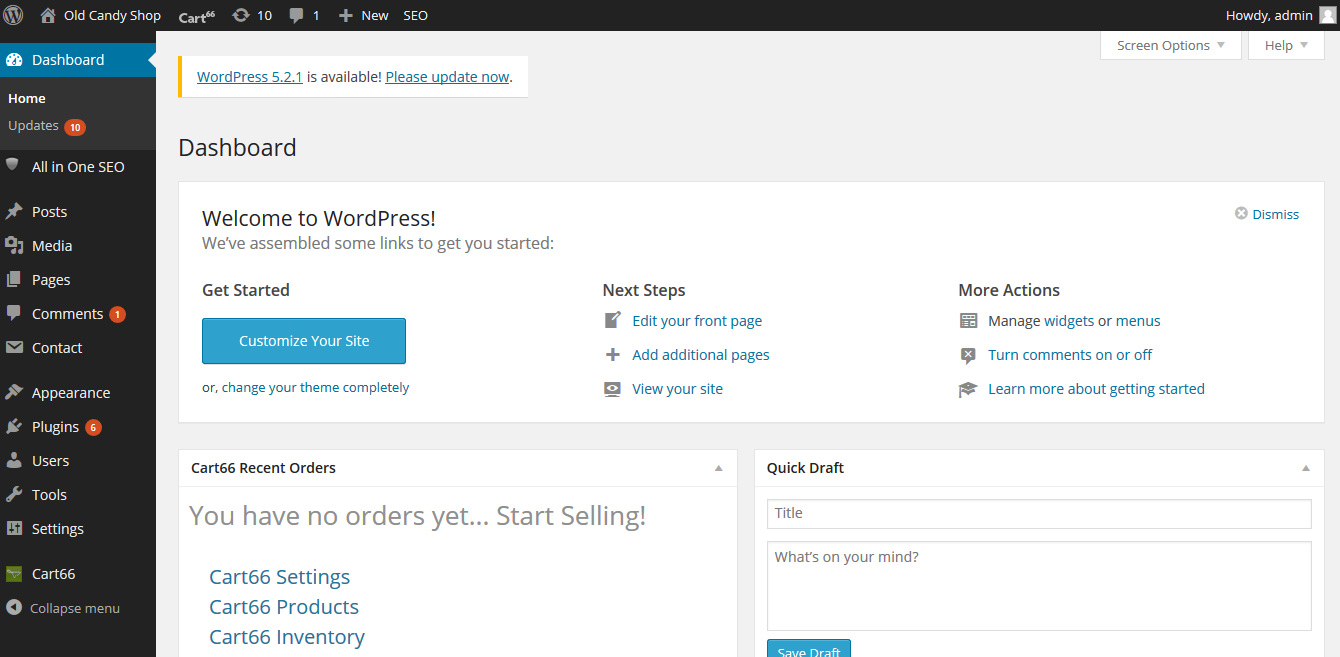 Old Candy Shop Cart66 10 1 New SEO Howdy, admin
Screen Options Help
Dashboard
Home
Updates 10
All in One SEO
Posts
Media
Pages
Comments 1
Contact
Appearance
Plugins 6
Users
Tools
Settings
Cart66
Collapse menu
WordPress 5.2.1 is available! Please update now.
Dashboard
Welcome to WordPress!
Dismiss
We’ve assembled some links to get you started:
Get Started
Customize Your Site
or, change your theme completely
Next Steps
Edit your front page
Add additional pages
View your site
More Actions
Manage widgets or menus
Turn comments on or off
Learn more about getting started
Cart66 Recent Orders
You have no orders yet... Start Selling!
Cart66 Settings
Cart66 Products
Cart66 Inventory
Quick Draft
Title
What’s on your mind?
Save Draft